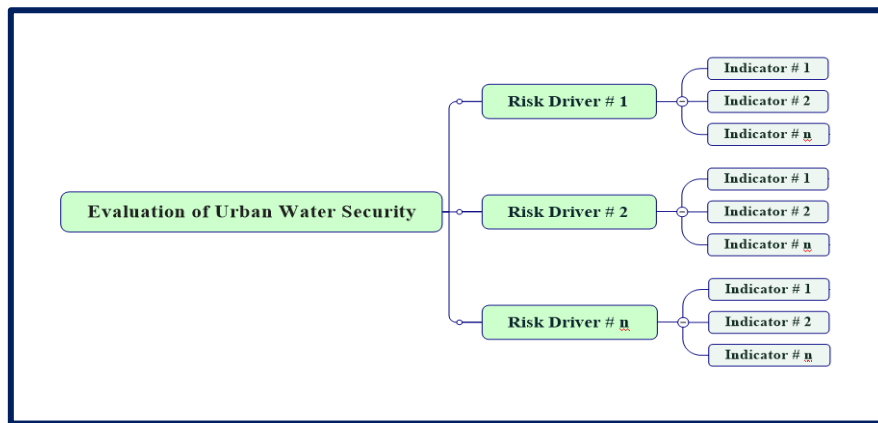 Evaluation of Urban Water Security
Risk Driver # 1
Indicator # 1
Indicator # 2
Indicator # n
Risk Driver # 2
Indicator # 1
Indicator # 2
Indicator # n
Risk Driver # n
Indicator # 1
Indicator # 2
Indicator # n